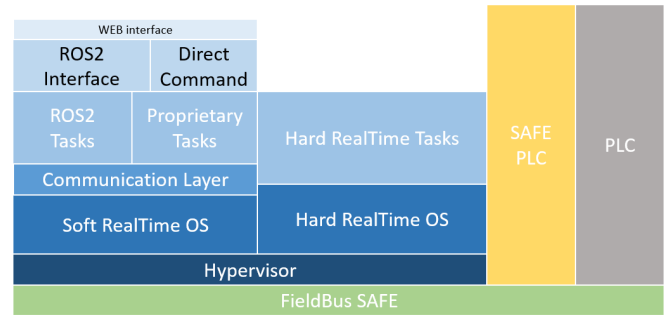 WEB interface
ROS2
Interface
Direct
Command
ROS2
Tasks
Proprietary
Tasks
Hard RealTime Tasks
SAFE
PLC
PLC
Communication Layer
Soft RealTime OS
Hard RealTime OS
Hypervisor
FieldBus SAFE